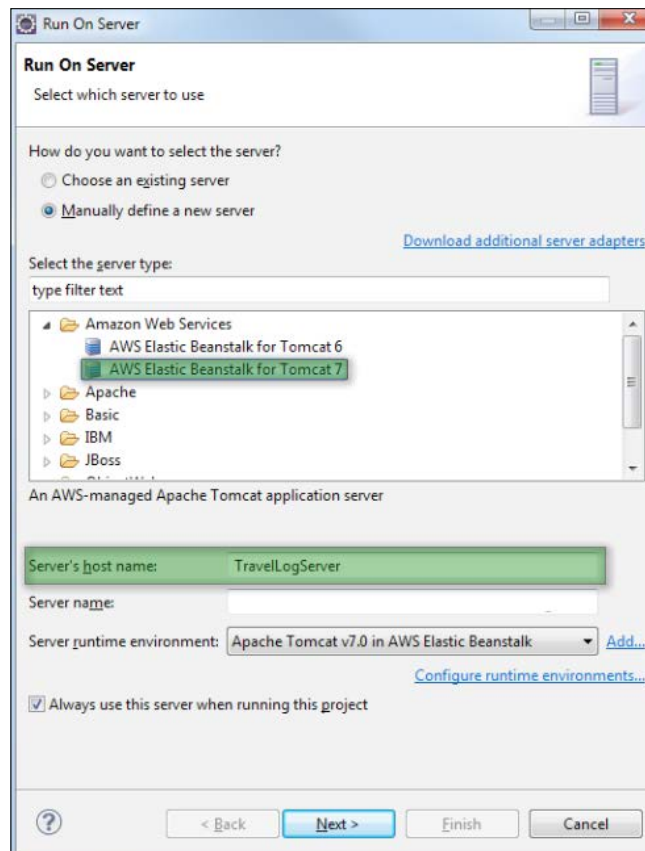 Run On Server
Run On Server
Select which server to use
How do you want to select the server?
Choose an existing server
Manually define a new server
Download additional server adapters
Select the server type:
type filter text
Amazon Web Services
AWS Elastic Beanstalk for Tomcat 6
AWS Elastic Beanstalk for Tomcat 7
Apache
Basic
IBM
JBoss
An AWS-managed Apache Tomcat application server
Server's host name: TravelLogServer
Server name:
Server runtime environment: Apache Tomcat v7.0 in AWS Elastic Beanstalk Add...
Configure runtime environments...
Always use this server when running this project
? < Back Next > Finish Cancel